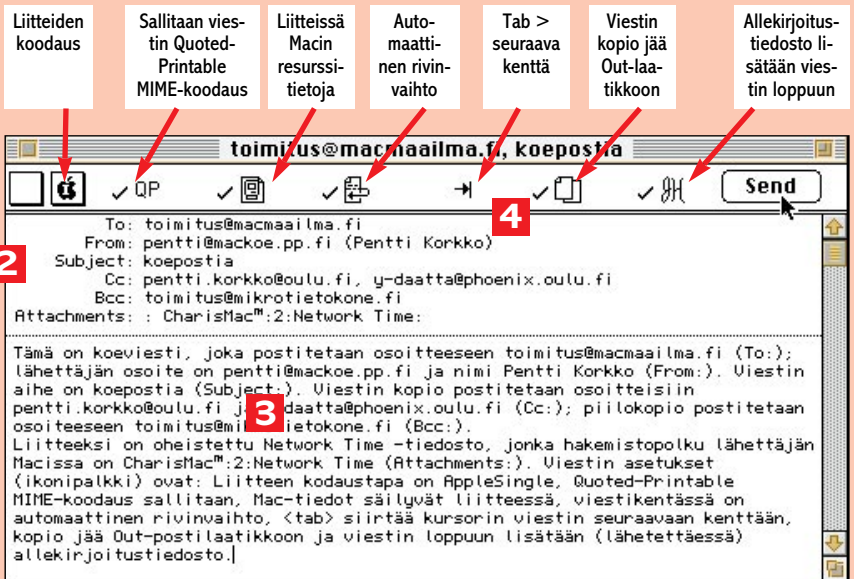 Liitteiden
koodaus
Sallitaan vies-
tin Quoted-
Printable
MIME-koodaus
Liitteissä
Macin
resurssi-
tietoja
Auto-
maatti-
nen rivin-
vaihto
Tab >
seuraava
kenttä
Viestin
kopio jää
Out-laa-
tikkoon
Allekirjoitus-
tiedosto li-
sätään vies-
tin loppuun
toimitus@macmaailma.fi, koepostia
QP
Send
4
To: toimitus@macmaailma.fi
From: pentti@mackoe.pp.fi (Pentti Korkko)
2
Subject: koepostia
Cc: pentti.korkko@oulu.fi, y-daatta@phoenix.oulu.fi
Bcc: toimitus@mikrotietokone.fi
Attachments: : CharisMac™:2:Network Time:
Tämä on koeviesti, joka postitetaan osoitteeseen toimitus@macmaailma.fi (To:);
lähettäjän osoite on pentti@mackoe.pp.fi ja nimi Pentti Korkko (From:). Viestin
aihe on koepostia (Subject:). Viestin kopio postitetaan osoitteisiin
pentti.korkko@oulu.fi daatta@phoenix.oulu.fi (Cc:); piilokopio postitetaan
3
osoiteeseen ietokone.fi (Bcc:).
Liitteeksi on oheistettu Network Time -tiedosto, jonka hakemistopolku lähettäjän
Macissa on CharisMac™:2:Network Time (Attachments:). Viestin asetukset
(ikonipalkki) ovat: Liitteen kodaustapa on AppleSingle, Quoted-Printable
MIME-koodaus sallitaan, Mac-tiedot säilyvät liitteessä, viestikentässä on
automaattinen rivinvaihto, <tab> siirtää kursorin viestin seuraavaan kenttään,
kopio jää Out-postilaatikkoon ja viestin loppuun lisätään (lähetettäessä)
allekirjoitustiedosto.